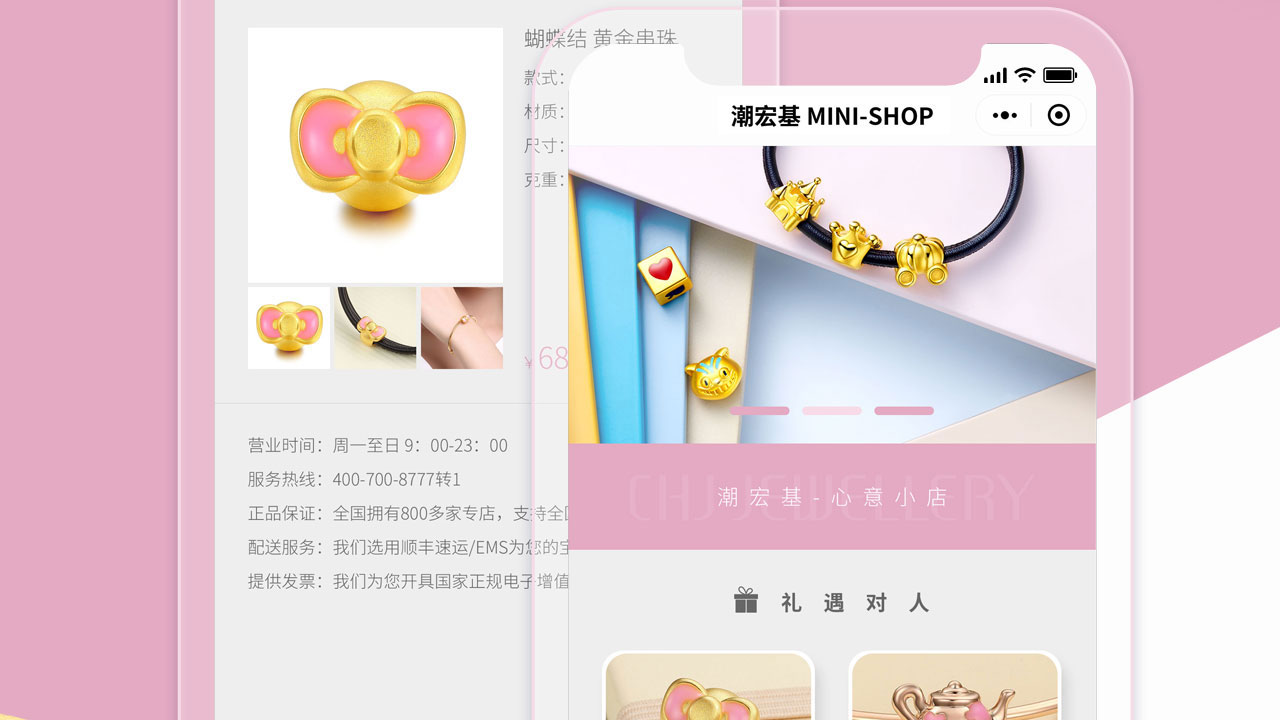 蝴蝶结 黄金串珠
款式：
材质：
尺寸：
克重：
¥68
营业时间：周一至日 9：00-23：00
服务热线：400-700-8777转1
正品保证：全国拥有800多家专店，支持全国
配送服务：我们选用顺丰速运/EMS为您的宝
提供发票：我们为您开具国家正规电子增值
潮宏基 MINI-SHOP
CHJ JEWELLERY
潮宏基-心意小店
礼遇对人